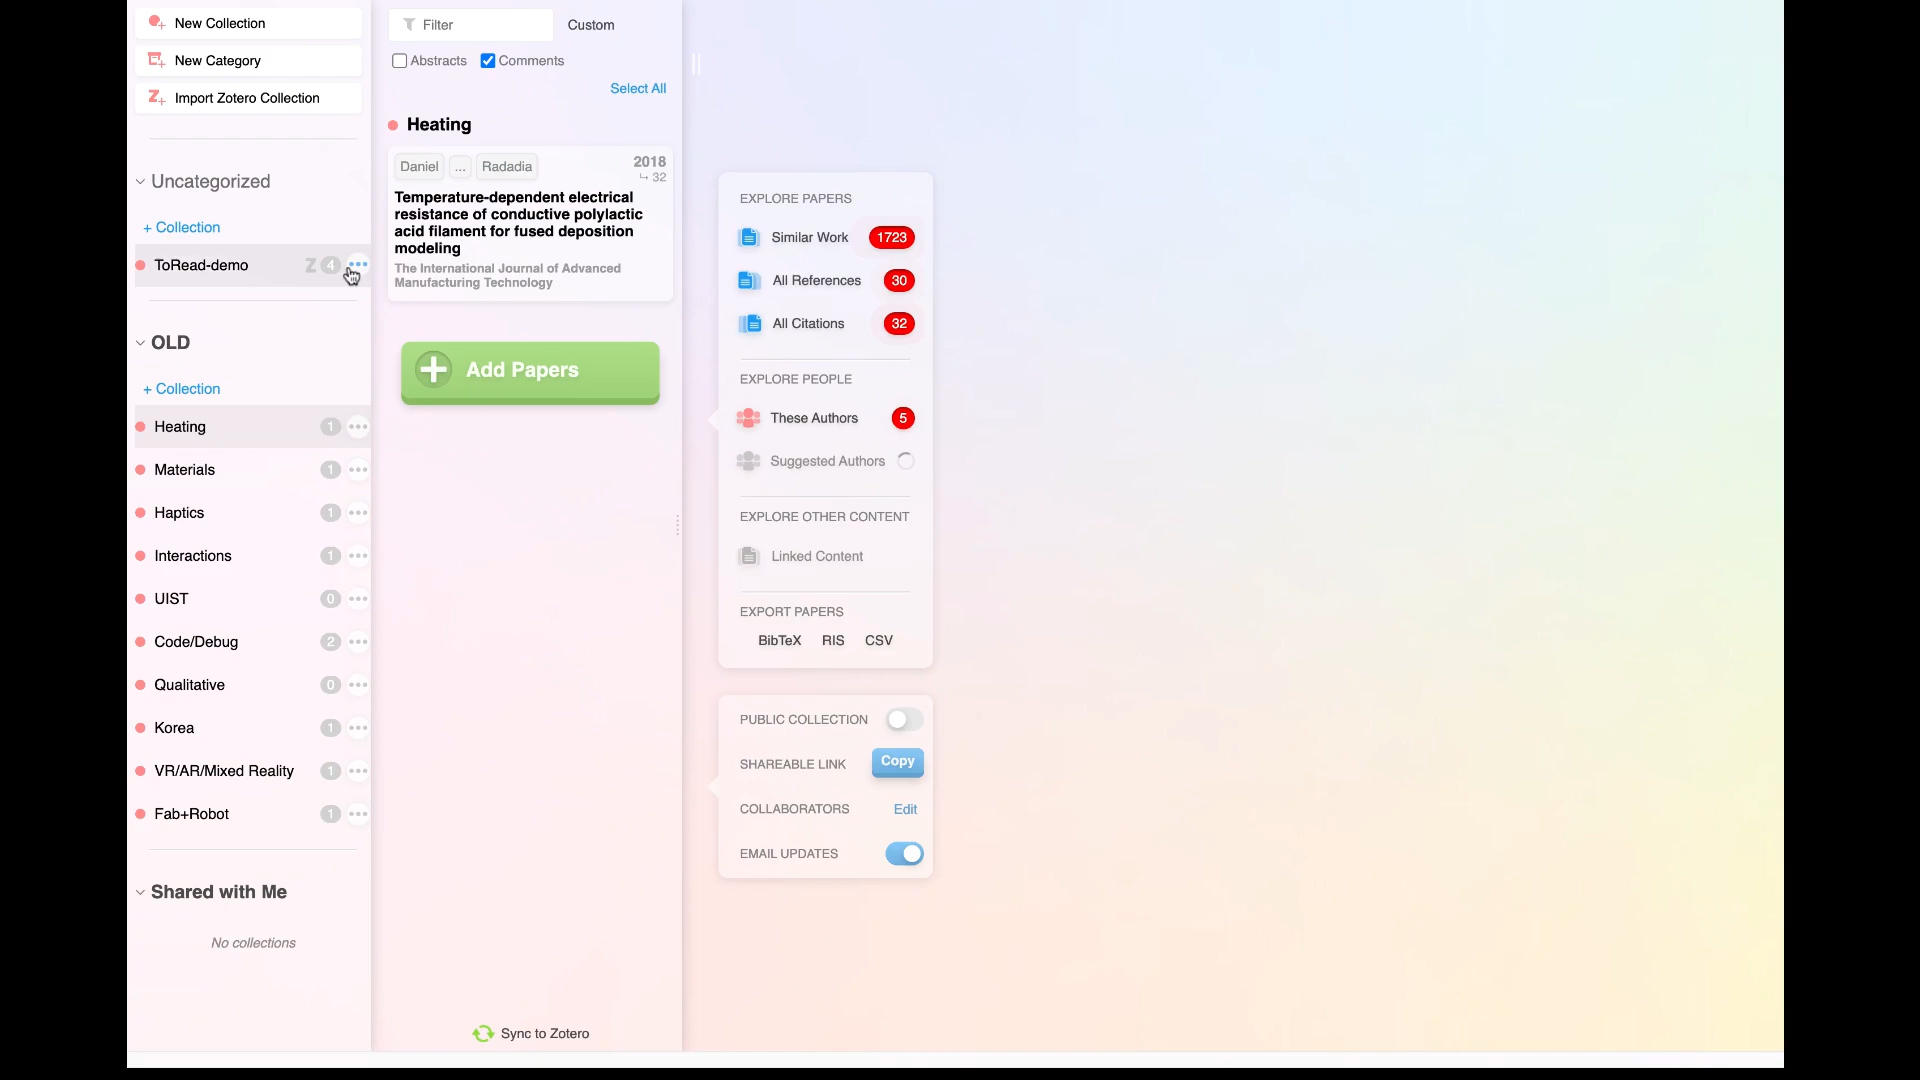 New Collection
New Category
Import Zotero Collection
Uncategorized
+ Collection
ToRead-demo Z 4
OLD
+ Collection
Heating 1
Materials 1
Haptics 1
Interactions 1
UIST 0
Code/Debug 2
Qualitative 0
Korea 1
VR/AR/Mixed Reality 1
Fab+Robot 1
Shared with Me
No collections
Filter Custom
Abstracts Comments
Select All
Heating
Daniel ... Radadia 2018
32
Temperature-dependent electrical
resistance of conductive polylactic
acid filament for fused deposition
modeling
The International Journal of Advanced
Manufacturing Technology
Add Papers
Sync to Zotero
EXPLORE PAPERS
Similar Work 1723
All References 30
All Citations 32
EXPLORE PEOPLE
These Authors 5
Suggested Authors
EXPLORE OTHER CONTENT
Linked Content
EXPORT PAPERS
BibTeX RIS CSV
PUBLIC COLLECTION
SHAREABLE LINK Copy
COLLABORATORS Edit
EMAIL UPDATES